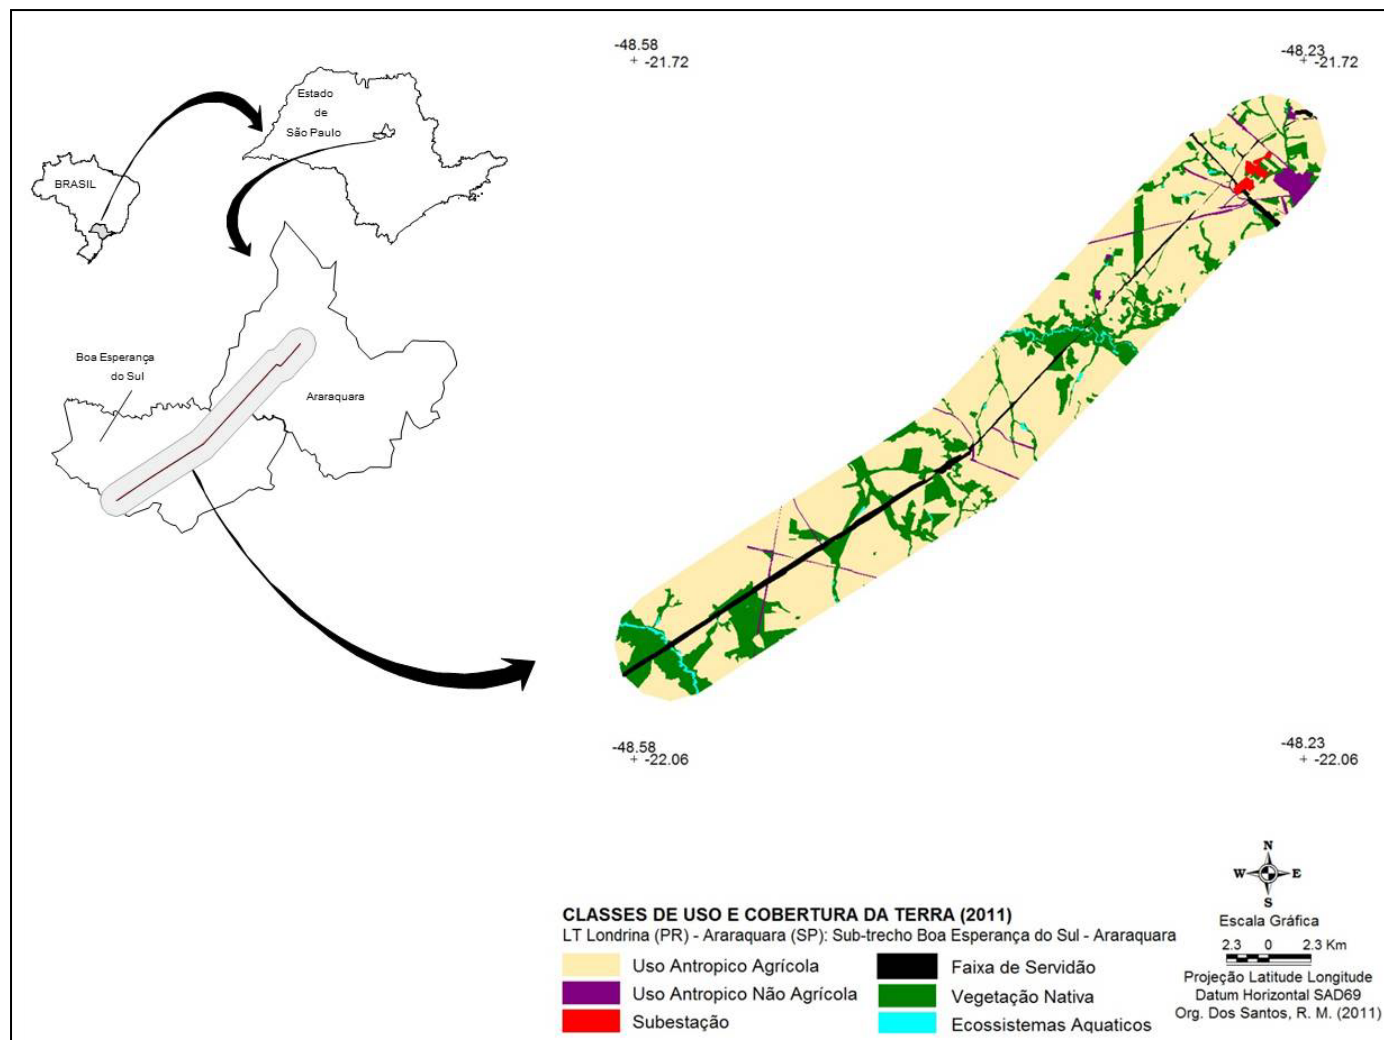 -48.58
+ -21.72
-48.23
+ -21.72
Estado
de
São Paulo
BRASIL
Boa Esperança
do Sul
Araraquara
-48.58
+ -22.06
-48.23
+ -22.06
N
W E
S
Escala Gráfica
2.3 0 2.3 Km
Projeção Latitude Longitude
Datum Horizontal SAD69
Org. Dos Santos, R. M. (2011)
CLASSES DE USO E COBERTURA DA TERRA (2011)
LT Londrina (PR) - Araraquara (SP): Sub-trecho Boa Esperança do Sul - Araraquara
Uso Antropico Agrícola
Uso Antropico Não Agrícola
Subestação
Faixa de Servidão
Vegetação Nativa
Ecossistemas Aquaticos